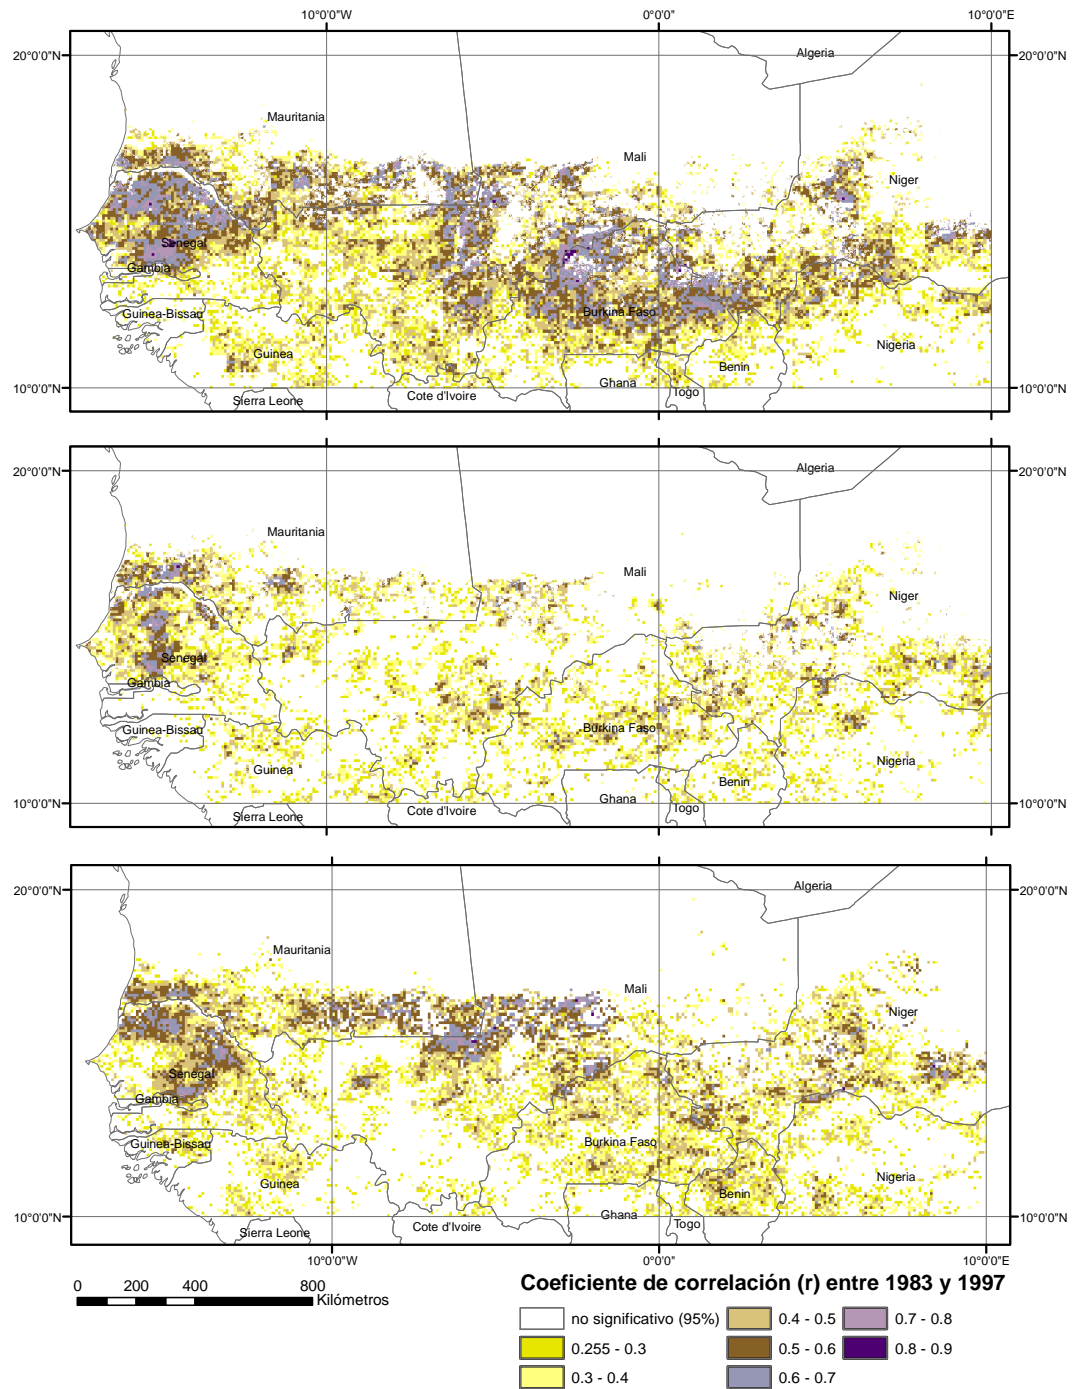 10°0'0"W 0°0'0" 10°0'0"E
20°0'0"N Algeria 20°0'0"N
Mauritania
Mali
Niger
Senegal
Gambia
Guinea-Bissau Burkina Faso
Guinea Nigeria
Benin
Ghana
10°0'0"N Togo 10°0'0"N
Sierra Leone Cote d'Ivoire
20°0'0"N Algeria 20°0'0"N
Mauritania
Mali
Niger
Senegal
Gambia
Guinea-Bissau Burkina Faso
Guinea Nigeria
Benin
Ghana
10°0'0"N Togo 10°0'0"N
Sierra Leone Cote d'Ivoire
20°0'0"N Algeria 20°0'0"N
Mauritania
Mali
Niger
Senegal
Gambia
Guinea-Bissau Burkina Faso
Guinea Nigeria
Benin
10°0'0"N Ghana 10°0'0"N
Togo
Sierra Leone Cote d'Ivoire
10°0'0"W 0°0'0" 10°0'0"E
0 200 400 800
Kilómetros
Coeficiente de correlación (r) entre 1983 y 1997
no significativo (95%) 0.4 - 0.5 0.7 - 0.8
0.255 - 0.3 0.5 - 0.6 0.8 - 0.9
0.3 - 0.4 0.6 - 0.7